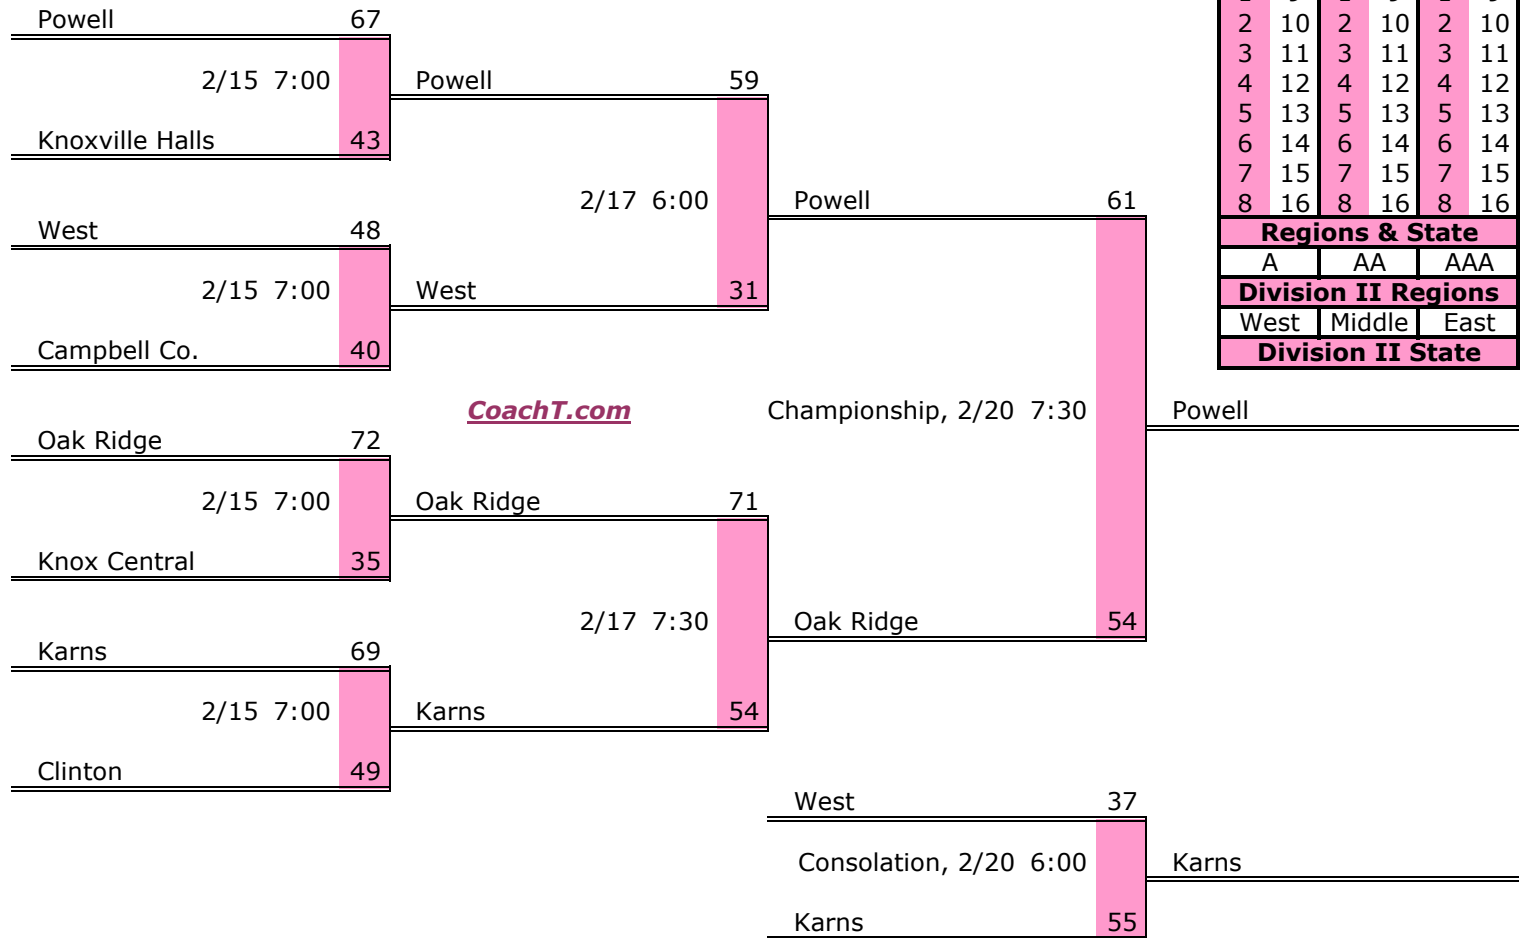 Powell 67
2/15 7:00
Knoxville Halls 43
West 48
2/15 7:00
Campbell Co. 40
Oak Ridge 72
2/15 7:00
Knox Central 35
Karns 69
2/15 7:00
Clinton 49
Powell 59
2/17 6:00
West 31
CoachT.com
Oak Ridge 71
2/17 7:30
Karns 54
Powell 61
Championship, 2/20 7:30
Oak Ridge 54
Powell
West 37
Consolation, 2/20 6:00
Karns 55
Karns
2 10 2 10 2 10
3 11 3 11 3 11
4 12 4 12 4 12
5 13 5 13 5 13
6 14 6 14 6 14
7 15 7 15 7 15
8 16 8 16 8 16
Regions & State
A AA AAA
Division II Regions
West Middle East
Division II State